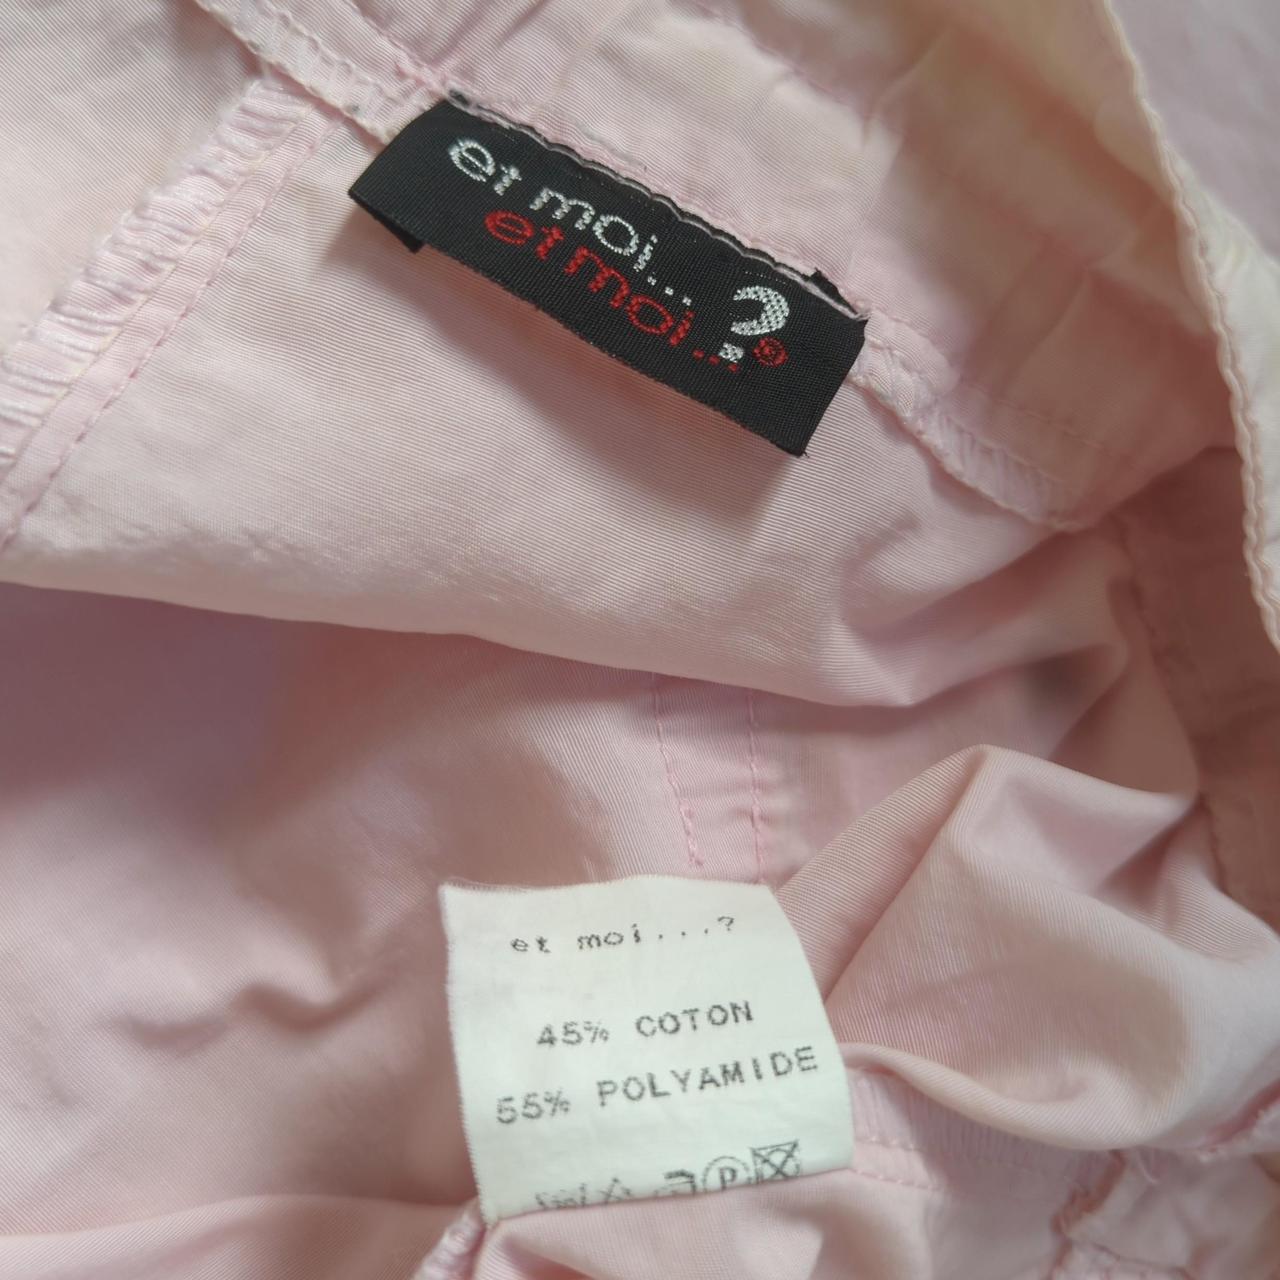 et moi...
et moi...?®
et moi...?
45% COTON
55% POLYAMIDE
P